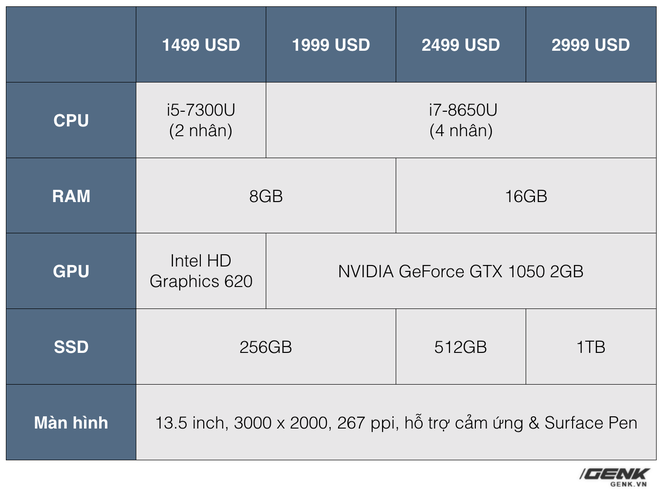 1499 USD 1999 USD 2499 USD 2999 USD
CPU i5-7300U (2 nhân) i7-8650U (4 nhân)
RAM 8GB 16GB
GPU Intel HD Graphics 620 NVIDIA GeForce GTX 1050 2GB
SSD 256GB 512GB 1TB
Màn hình 13.5 inch, 3000 x 2000, 267 ppi, hỗ trợ cảm ứng & Surface Pen
GENK
GENK.VN